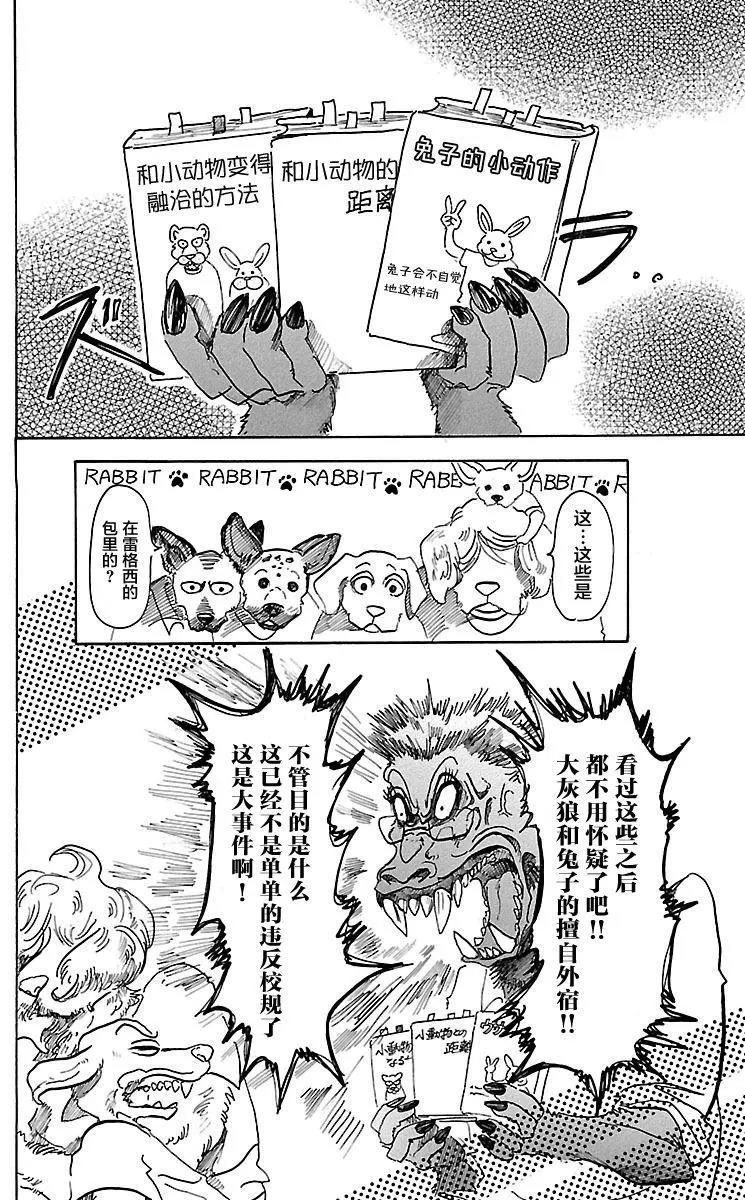 和小动物变得
融洽的方法
和小动物的
距离
兔子的小动作
兔子会不自觉
地这样动
ズ
ラ…
RABBIT RABBIT RABBIT RABB ABBIT R
这…这些是
在雷格西的
包里的？
看过这些之后
都不用怀疑了吧!!
大灰狼和兔子的擅自外宿!!
不管目的是什么
这已经不是单单的违反校规了
这是大事件啊！
小動物
小動物との
距離